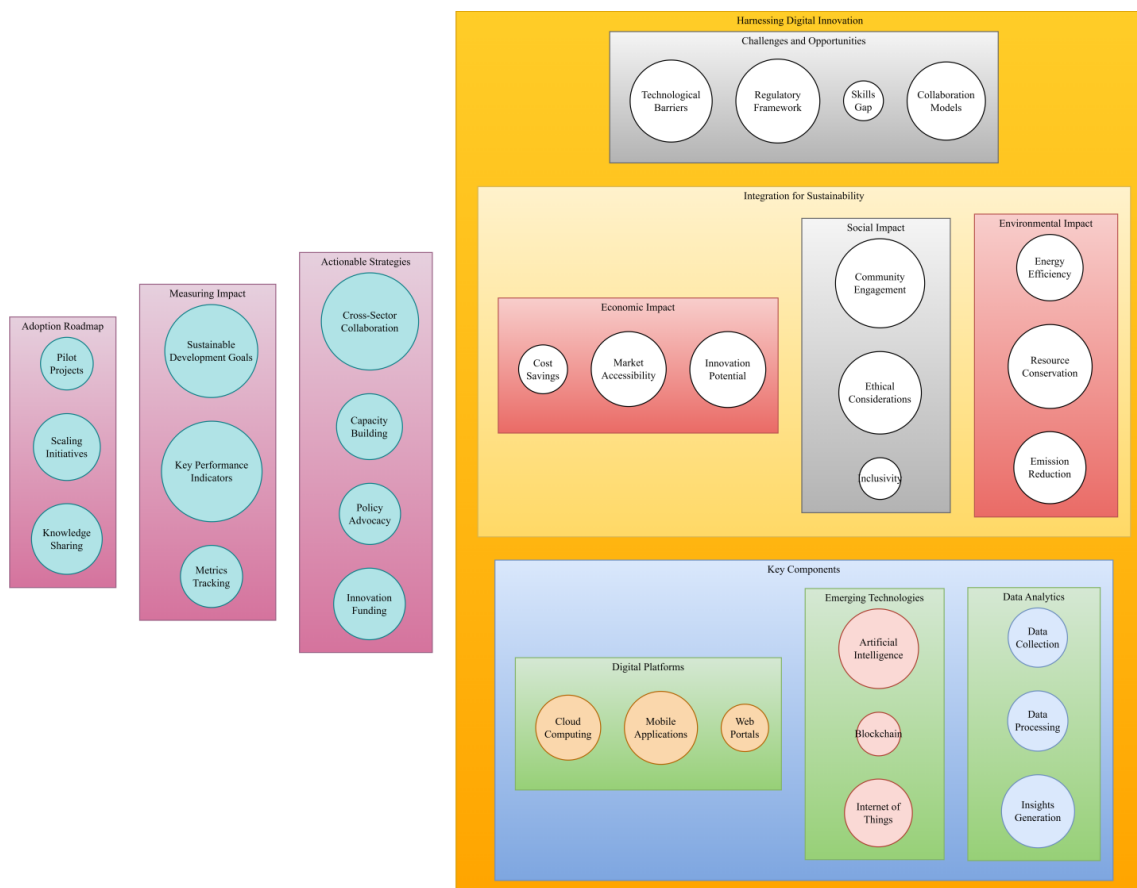 Harnessing Digital Innovation
Challenges and Opportunities
Technological
Barriers
Regulatory
Framework
Skills
Gap
Collaboration
Models
Integration for Sustainability
Economic Impact
Cost
Savings
Market
Accessibility
Innovation
Potential
Social Impact
Community
Engagement
Ethical
Considerations
Inclusivity
Environmental Impact
Energy
Efficiency
Resource
Conservation
Emission
Reduction
Key Components
Digital Platforms
Cloud
Computing
Mobile
Applications
Web
Portals
Emerging Technologies
Artificial
Intelligence
Blockchain
Internet of
Things
Data Analytics
Data
Collection
Data
Processing
Insights
Generation
Adoption Roadmap
Pilot
Projects
Scaling
Initiatives
Knowledge
Sharing
Measuring Impact
Sustainable
Development Goals
Key Performance
Indicators
Metrics
Tracking
Actionable Strategies
Cross-Sector
Collaboration
Capacity
Building
Policy
Advocacy
Innovation
Funding